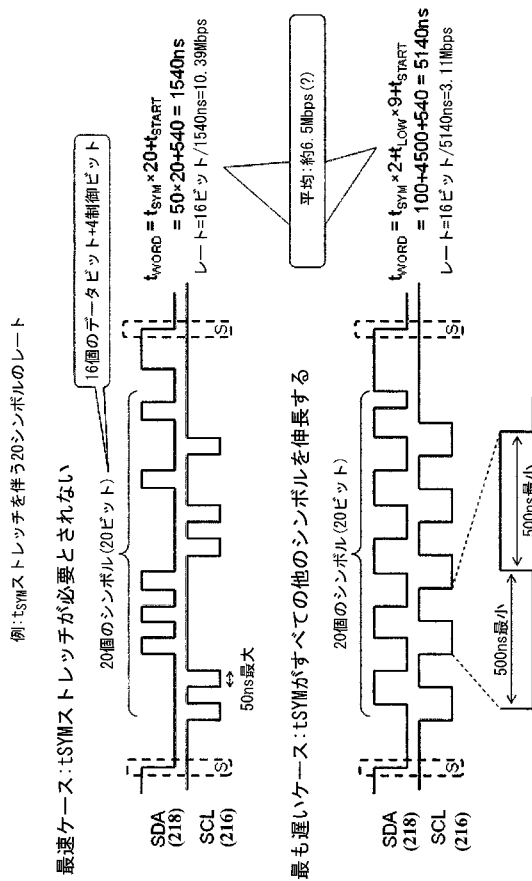 例:tSYMストレッチを伴う20シンボルのレート
最速ケース:tSYMストレッチが必要とされない
16個のデータビット+4制御ビット
20個のシンボル(20ビット)
SDA
(218)
SCL
(216)
S
S
50ns最大
tWORD = tSYM×20+tSTART
= 50×20+540 = 1540ns
レート=16ビット/1540ns=10.39Mbps
平均:約6.5Mbps(?)
最も遅いケース:tSYMがすべての他のシンボルを伸長する
20個のシンボル(20ビット)
SDA
(218)
SCL
(216)
S
S
tWORD = tSYM×2+tLOW×9+tSTART
= 100+4500+540 = 5140ns
レート=16ビット/5140ns=3.11Mbps
500ns最小
500ns最小